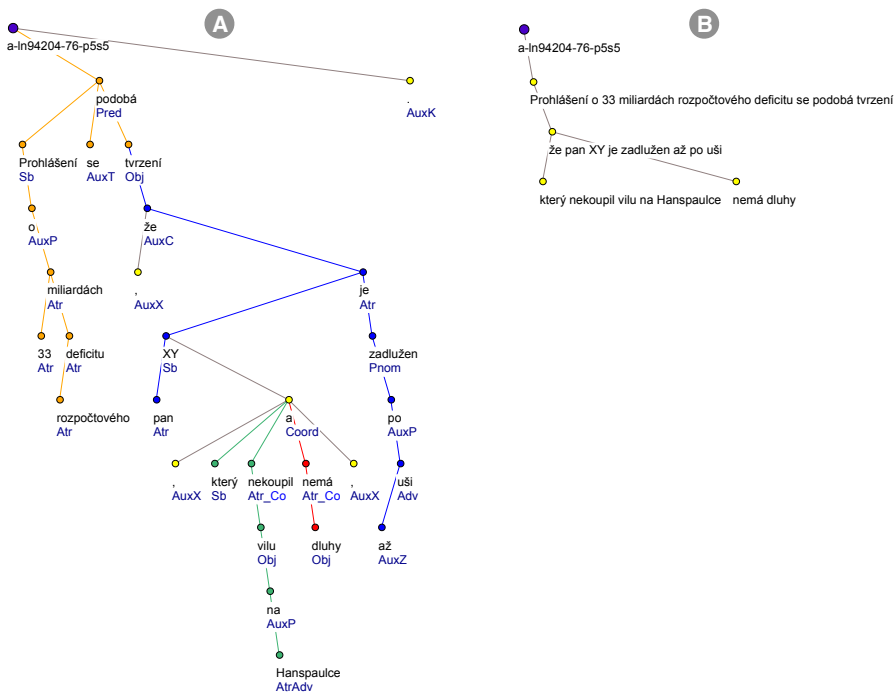 A
a-ln94204-76-p5s5
podobá
Pred
.
AuxK
Prohlášení
Sb
se
AuxT
tvrzení
Obj
o
AuxP
že
AuxC
miliardách
Atr
,
AuxX
je
Atr
33
Atr
deficitu
Atr
XY
Sb
zadlužen
Pnom
rozpočtového
Atr
pan
Atr
a
Coord
po
AuxP
,
AuxX
který
Sb
nekoupil
Atr_Co
nemá
Atr_Co
,
AuxX
uši
Adv
vilu
Obj
dluhy
Obj
až
AuxZ
na
AuxP
Hanspaulce
AtrAdv
B
a-ln94204-76-p5s5
Prohlášení o 33 miliardách rozpočtového deficitu se podobá tvrzení
že pan XY je zadlužen až po uši
který nekoupil vilu na Hanspaulce
nemá dluhy